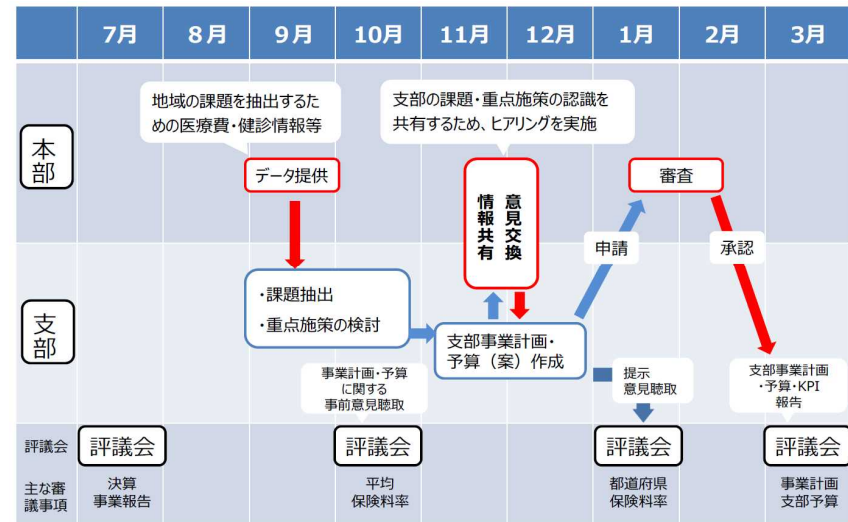 7月
8月
9月
10月
11月
12月
1月
2月
3月
地域の課題を抽出するた
めの医療費・健診情報等
支部の課題・重点施策の認識を
共有するため、ヒアリングを実施
本部
データ提供
意見交換
情報共有
審査
申請
承認
支部
・課題抽出
・重点施策の検討
支部事業計画・
予算（案）作成
事業計画・予算
に関する
事前意見聴取
提示
意見聴取
支部事業計画
・予算・KPI
報告
評議会
評議会
評議会
評議会
評議会
主な審
議事項
決算
事業報告
平均
保険料率
都道府県
保険料率
事業計画
支部予算